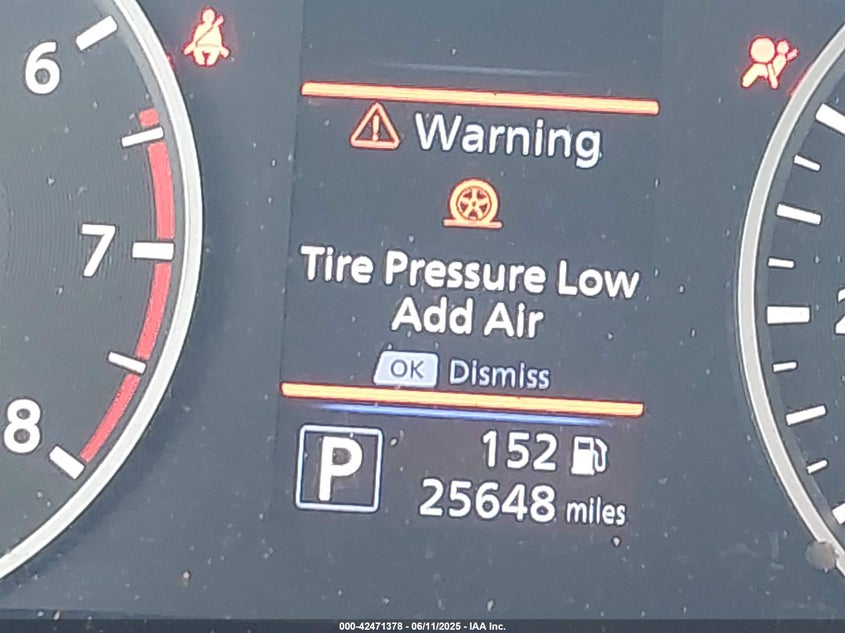 6
7
8
Warning
Tire Pressure Low
Add Air
OK Dismiss
P
152
25648 miles
000-42471378 - 06/11/2025 - IAA Inc.